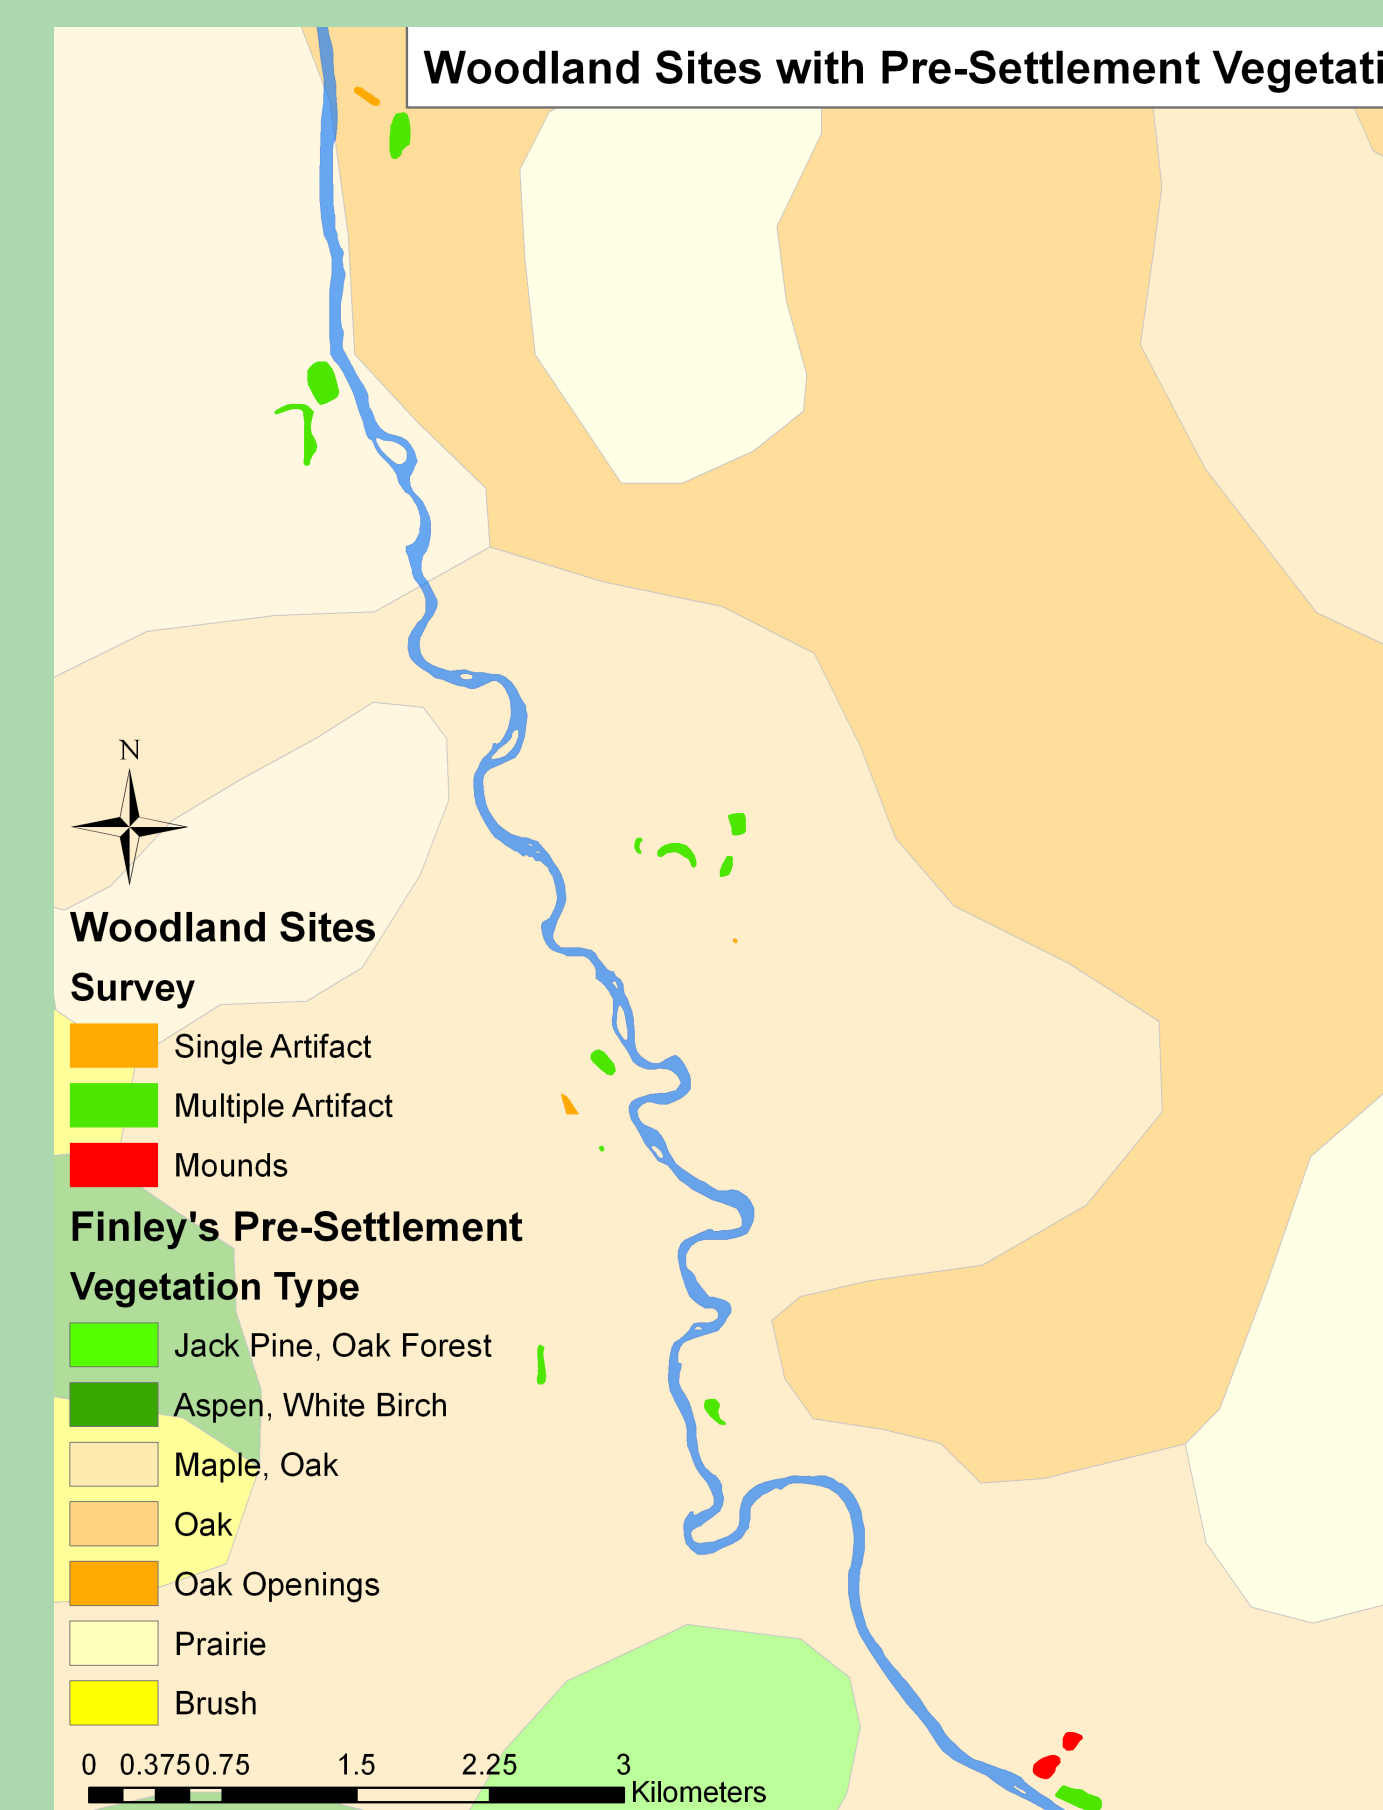 Woodland Sites with Pre-Settlement Vegetati
N
Woodland Sites
Survey
Single Artifact
Multiple Artifact
Mounds
Finley's Pre-Settlement
Vegetation Type
Jack Pine, Oak Forest
Aspen, White Birch
Maple, Oak
Oak
Oak Openings
Prairie
Brush
0 0.375 0.75 1.5 2.25 3
Kilometers